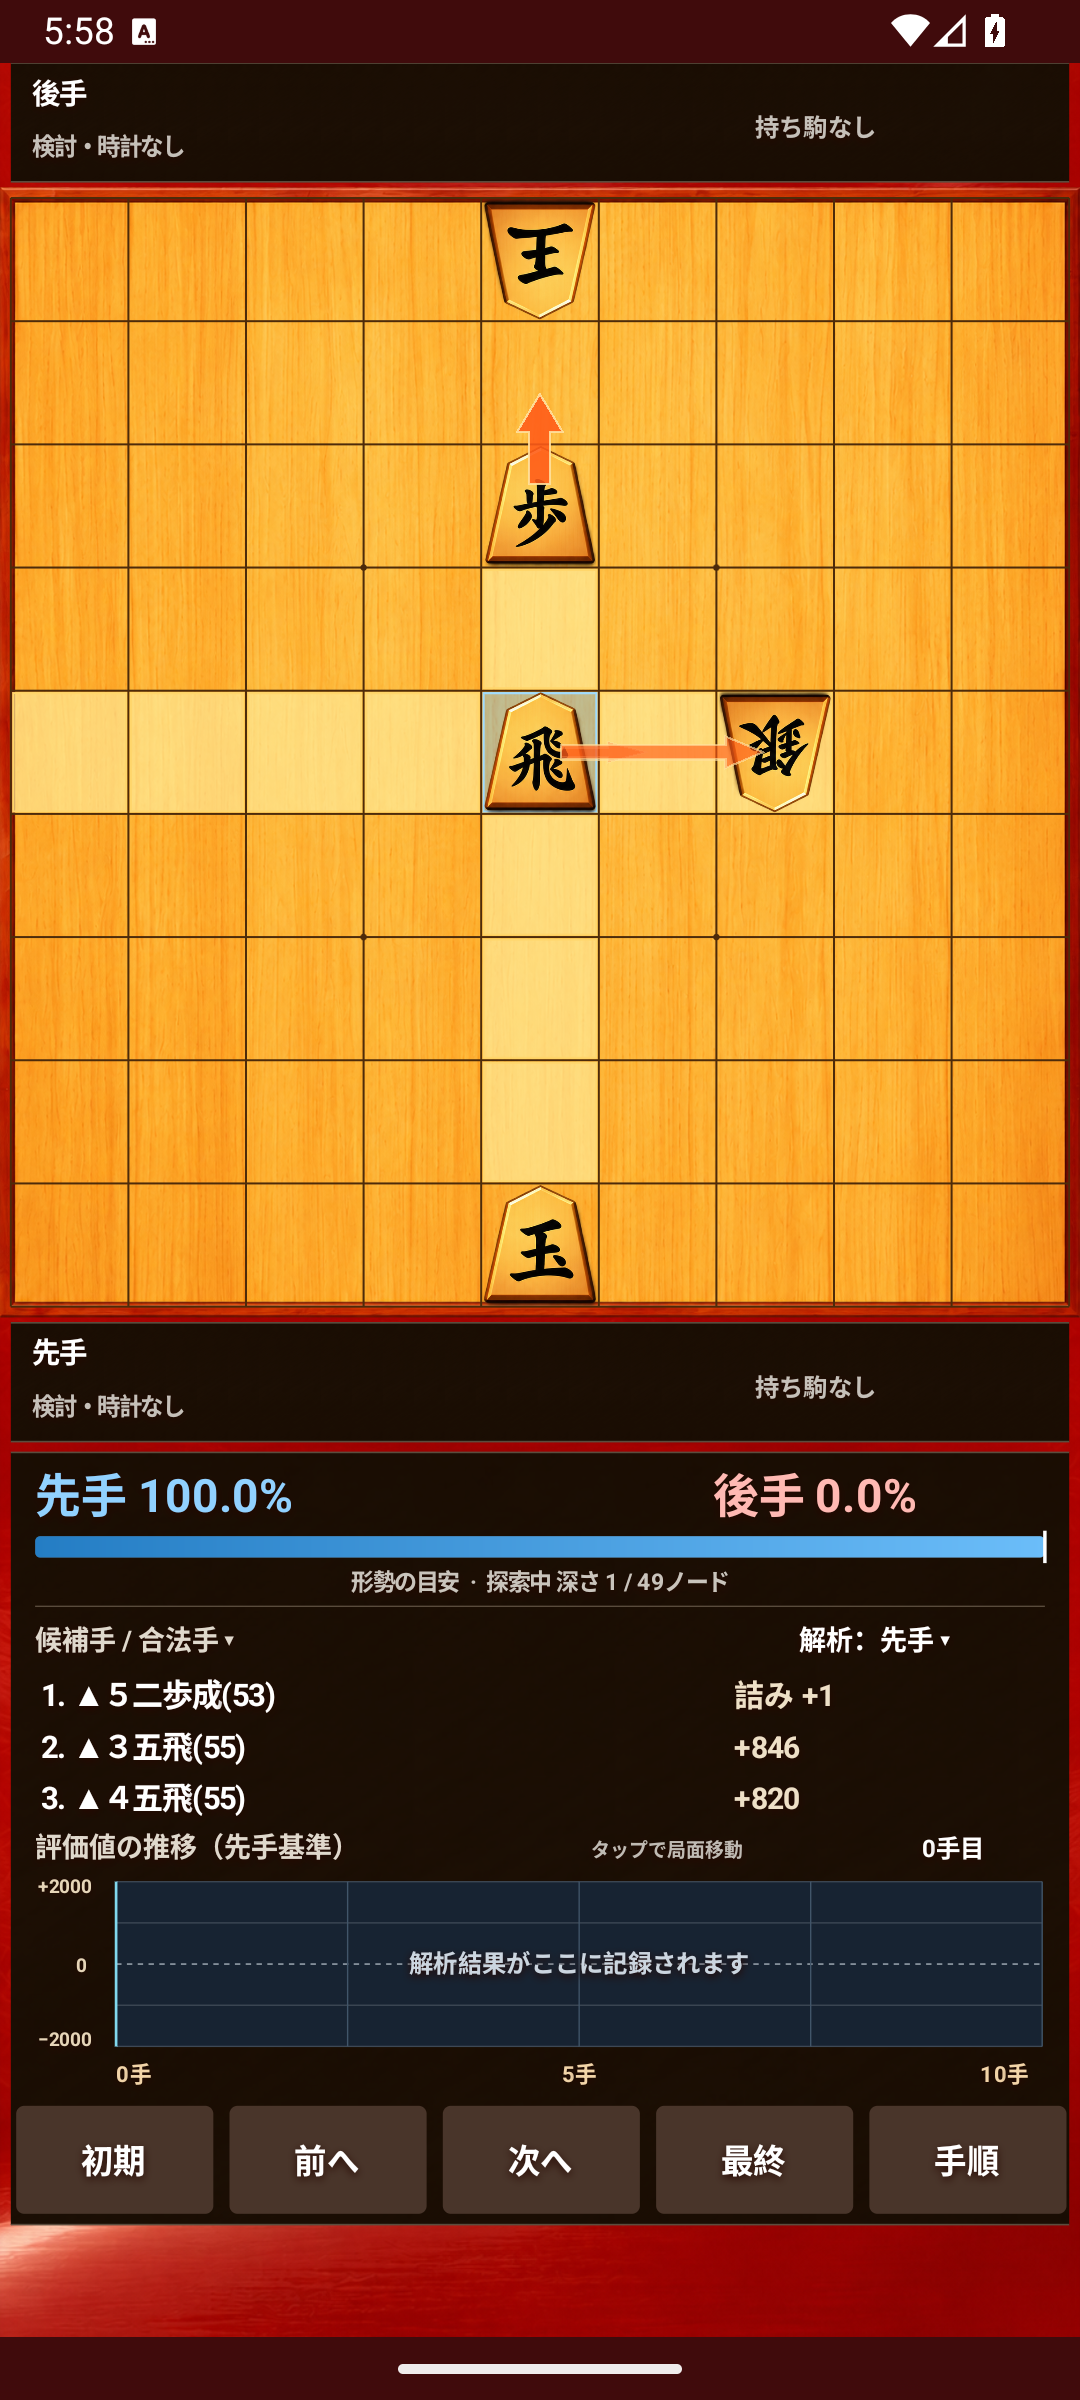 5:58 A
後手
検討・時計なし
持ち駒なし
王
歩
飛 銀
玉
先手
検討・時計なし
持ち駒なし
先手 100.0% 後手 0.0%
形勢の目安 · 探索中 深さ 1 / 49ノード
候補手 / 合法手 ▾ 解析：先手 ▾
1. ▲５二歩成(53) 詰み +1
2. ▲３五飛(55) +846
3. ▲４五飛(55) +820
評価値の推移（先手基準） タップで局面移動 0手目
+2000
0
−2000
解析結果がここに記録されます
0手 5手 10手
初期 前へ 次へ 最終 手順